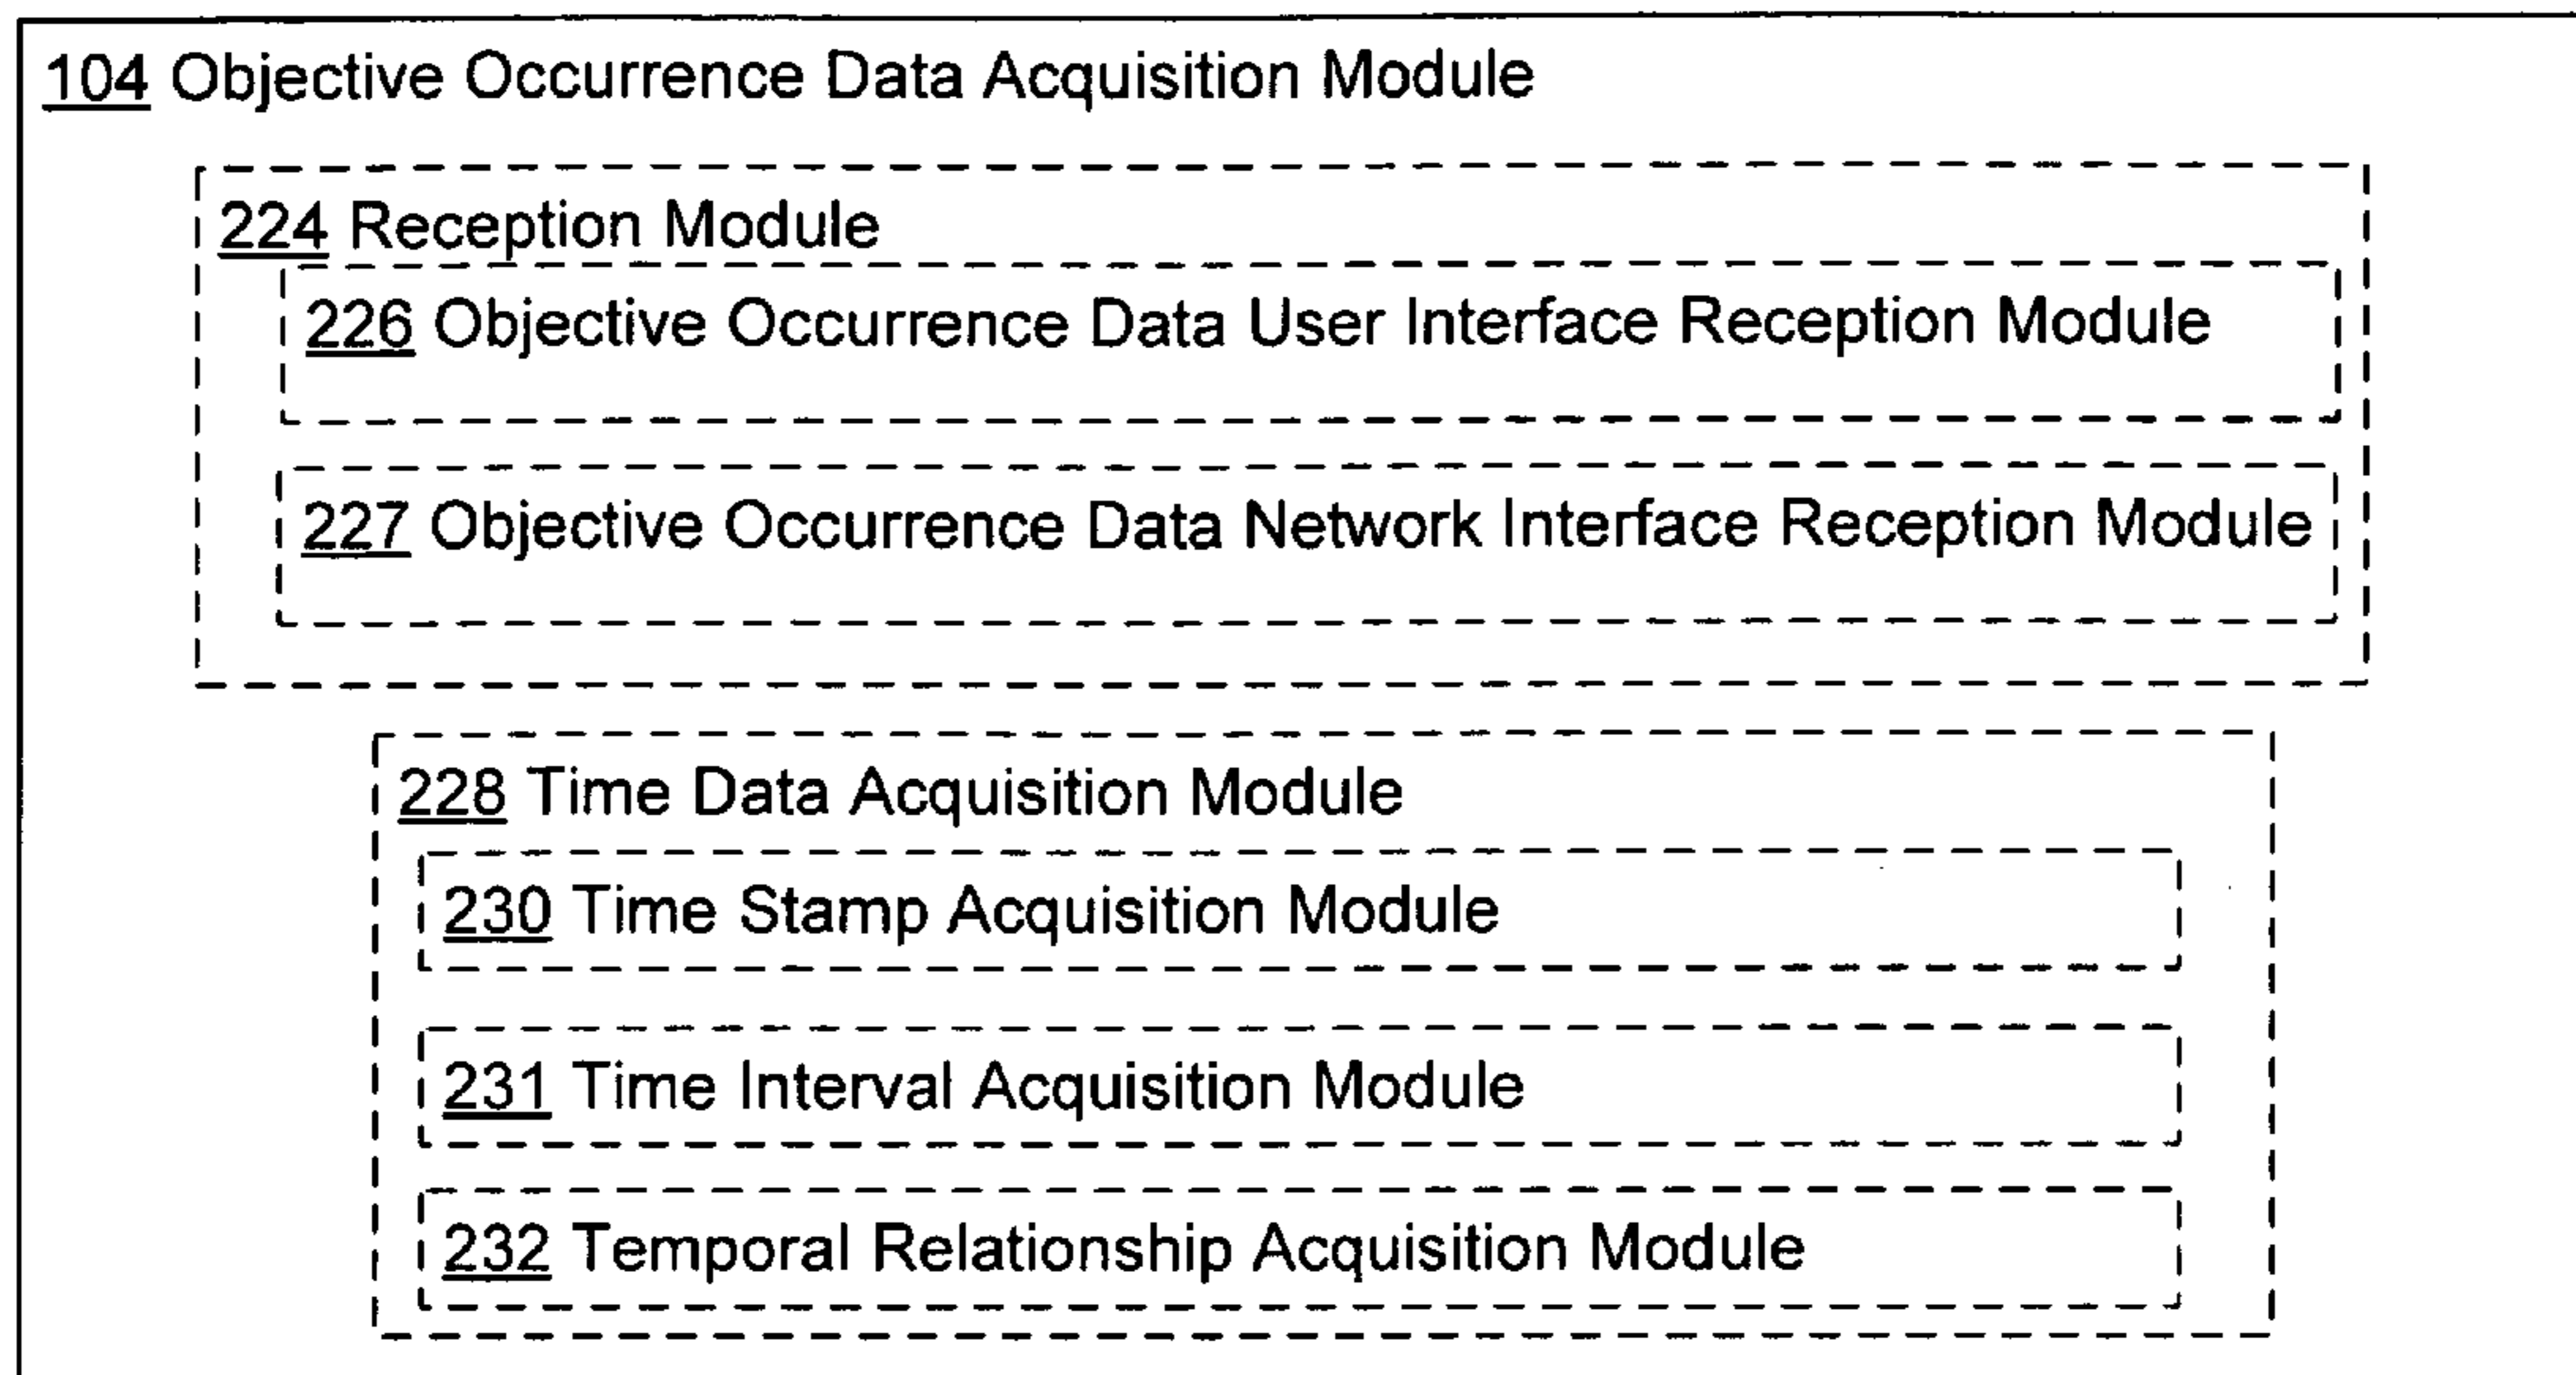 104 Objective Occurrence Data Acquisition Module
224 Reception Module
226 Objective Occurrence Data User Interface Reception Module
227 Objective Occurrence Data Network Interface Reception Module
228 Time Data Acquisition Module
230 Time Stamp Acquisition Module
231 Time Interval Acquisition Module
232 Temporal Relationship Acquisition Module